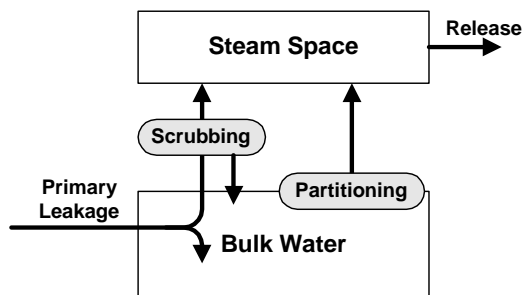 Steam Space
Release
Scrubbing
Primary
Leakage
Partitioning
Bulk Water